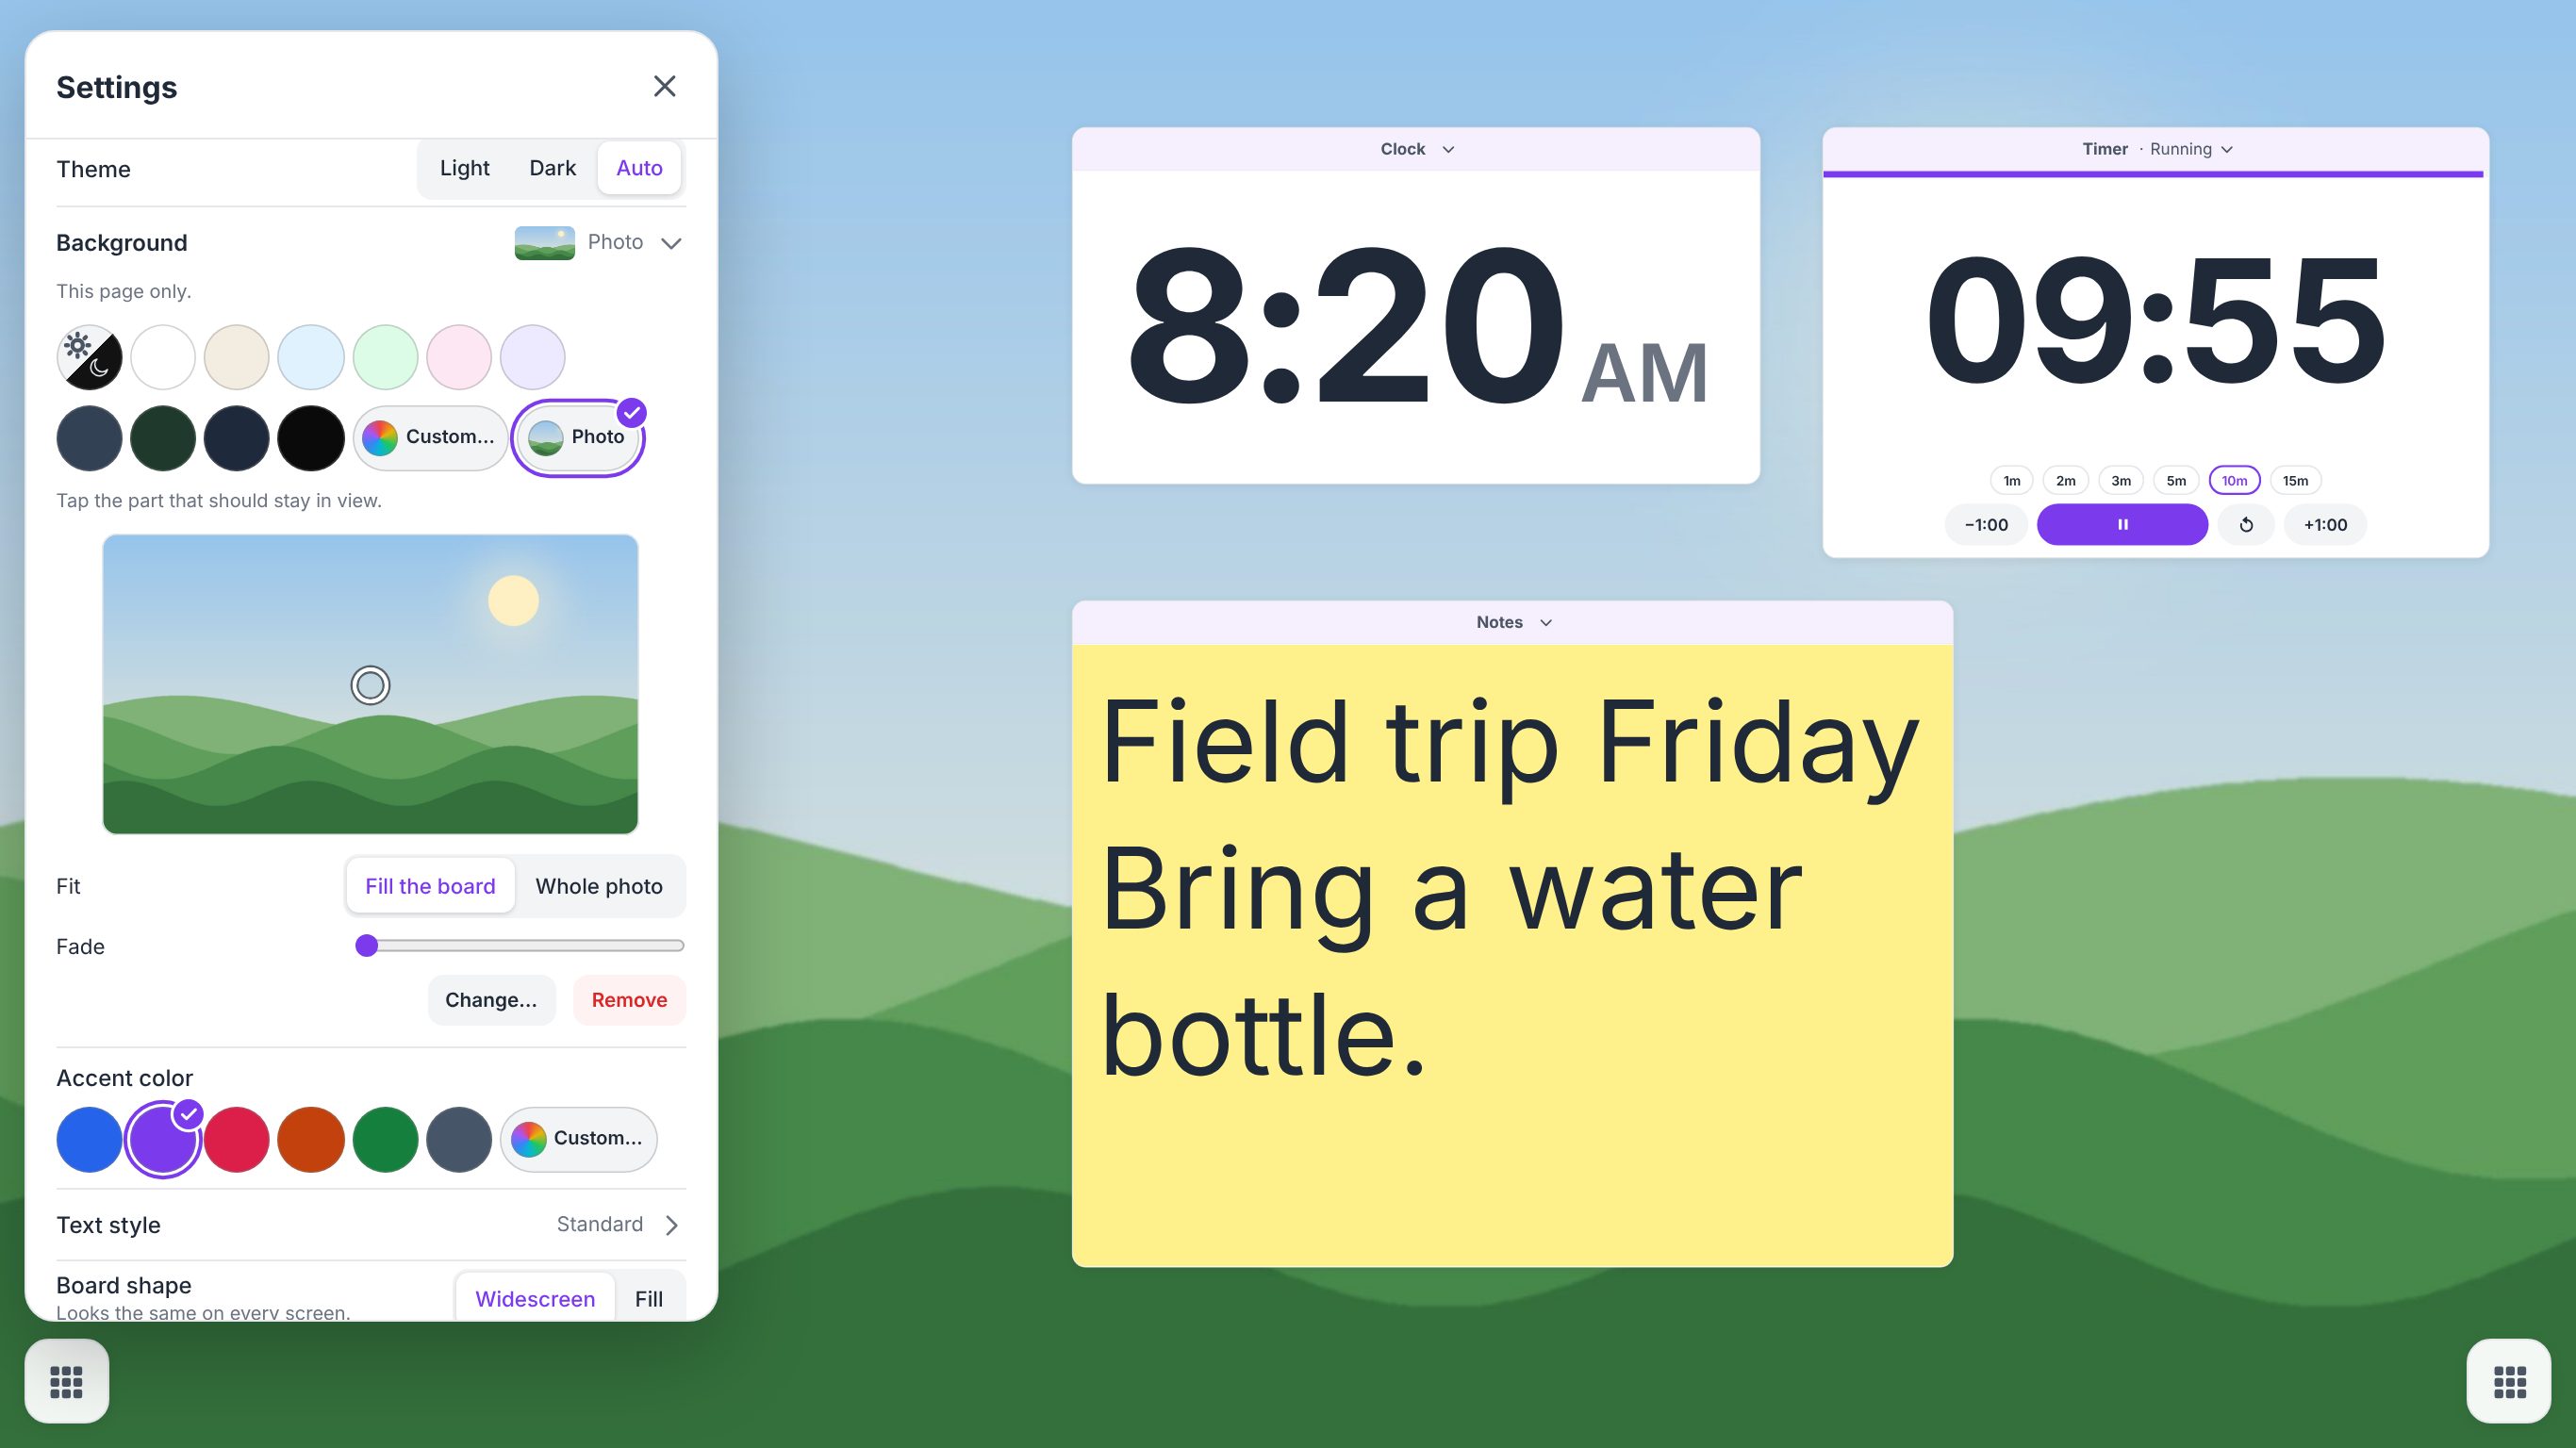 Settings
Theme
Light Dark Auto
Background
Photo
This page only.
Custom...
Photo
Tap the part that should stay in view.
Fit
Fill the board Whole photo
Fade
Change...
Remove
Accent color
Custom...
Text style
Standard
Board shape
Looks the same on every screen.
Widescreen Fill
Clock
8:20 AM
Timer · Running
09:55
1m 2m 3m 5m 10m 15m
−1:00 +1:00
Notes
Field trip Friday
Bring a water
bottle.